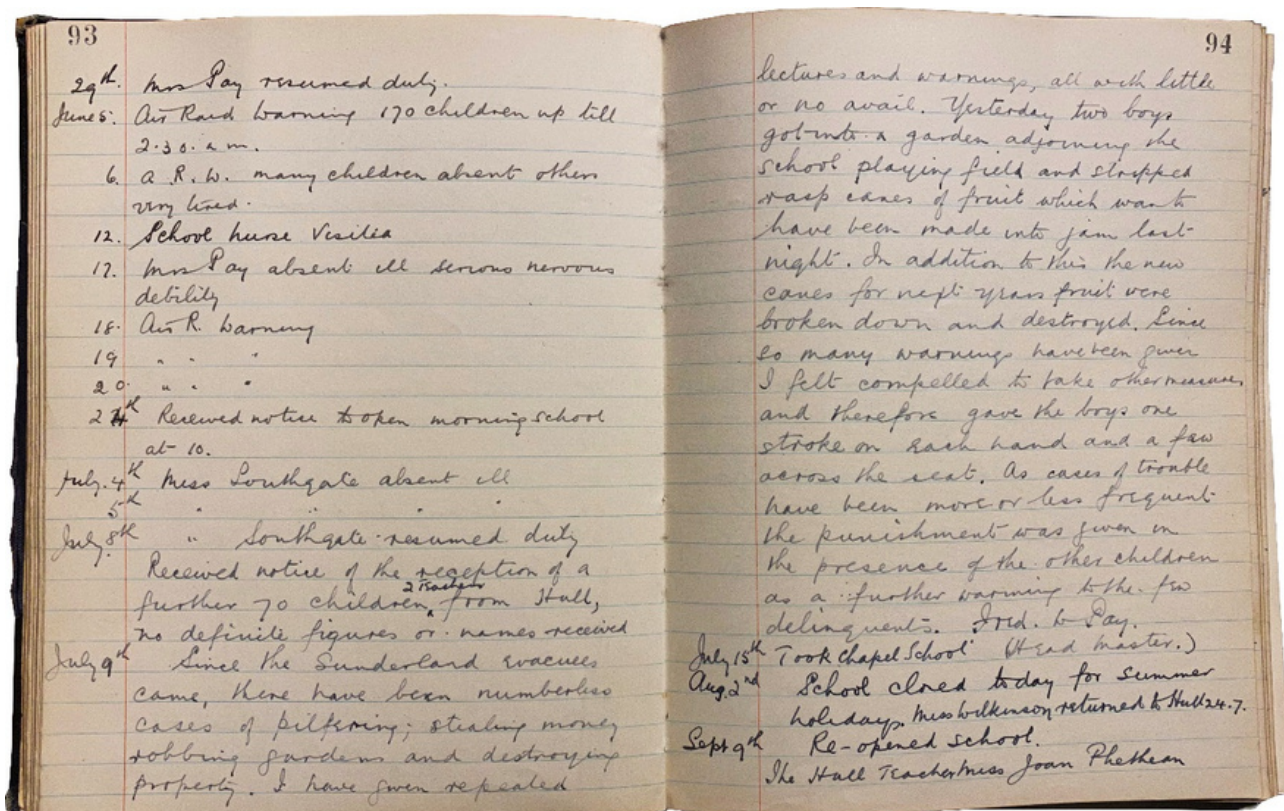 93
29th. Mrs Pay resumed duty.
June 5. Air Raid Warning 170 children up till
2.30. a.m.
6. A. R. W. many children absent others
very tired.
12. School nurse Visilia
17. Mrs Pay absent ill serious nervous
debility
18. Air R. Warning
19 " " "
20. " " "
24th Received notice to open morning school
at 10.
July. 4th Miss Southgate absent ill
5th " " " "
July. 8th " Southgate resumed duty
Received notice of the reception of a
2 Teachers
further 70 children, from Hull,
no definite figures or names received
July 9th Since the Sunderland evacuees
came, there have been numberless
cases of pilfering; stealing money
robbing gardens and destroying
property. I have given repeated
94
lectures and warnings, all with little
or no avail. Yesterday two boys
got into a garden adjoining the
school playing field and stripped
rasp canes of fruit which wants
have been made into jam last
night. In addition to this the new
canes for next years fruit were
broken down and destroyed. Since
so many warnings have been given
I felt compelled to take other measures
and therefore gave the boys one
stroke on each hand and a few
across the seat. As cases of trouble
have been more or less frequent
the punishment was given in
the presence of the other children
as a further warning to the few
delinquents. Fred. W Pay.
July 15th Took Chapel School (Head Master.)
Aug. 2nd School closed today for summer
holidays. Miss Wilkinson returned to Hull 24.7.
Sept 9th Re-opened school.
The Hull Teacher Miss Joan Phethean